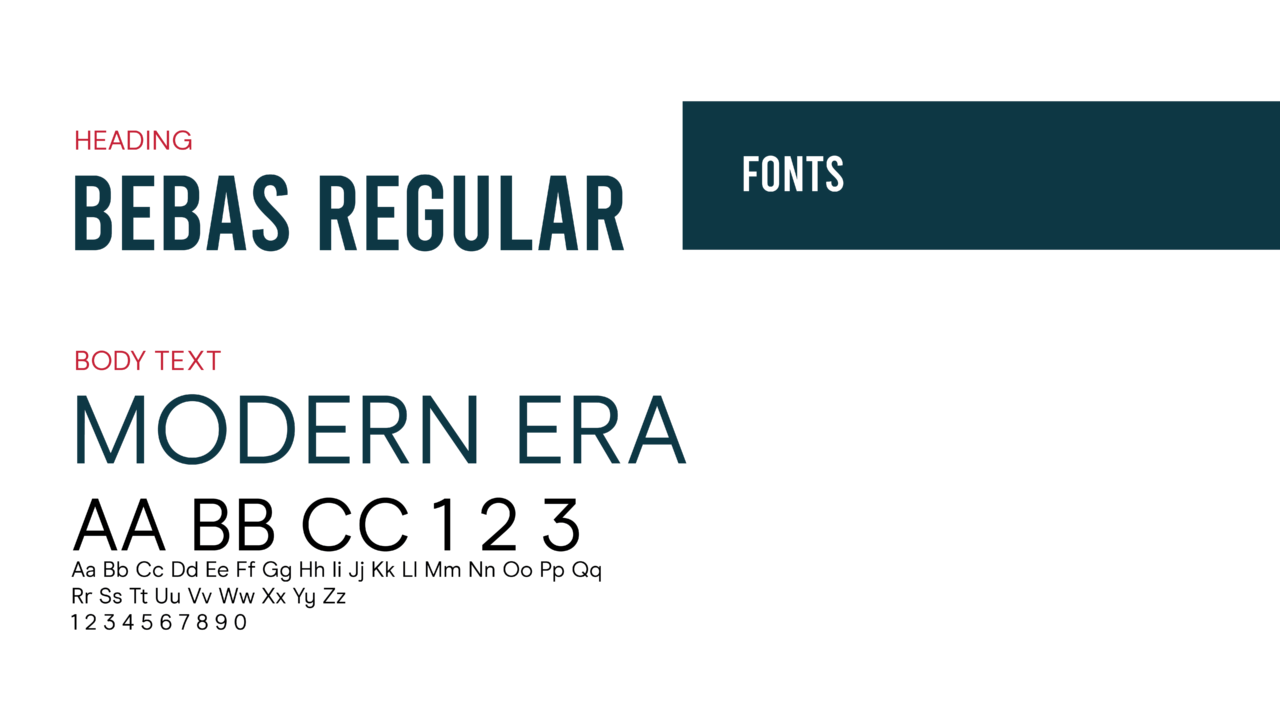 HEADING
BEBAS REGULAR
FONTS
BODY TEXT
MODERN ERA
AA BB CC 1 2 3
Aa Bb Cc Dd Ee Ff Gg Hh Ii Jj Kk Ll Mm Nn Oo Pp Qq
Rr Ss Tt Uu Vv Ww Xx Yy Zz
1 2 3 4 5 6 7 8 9 0